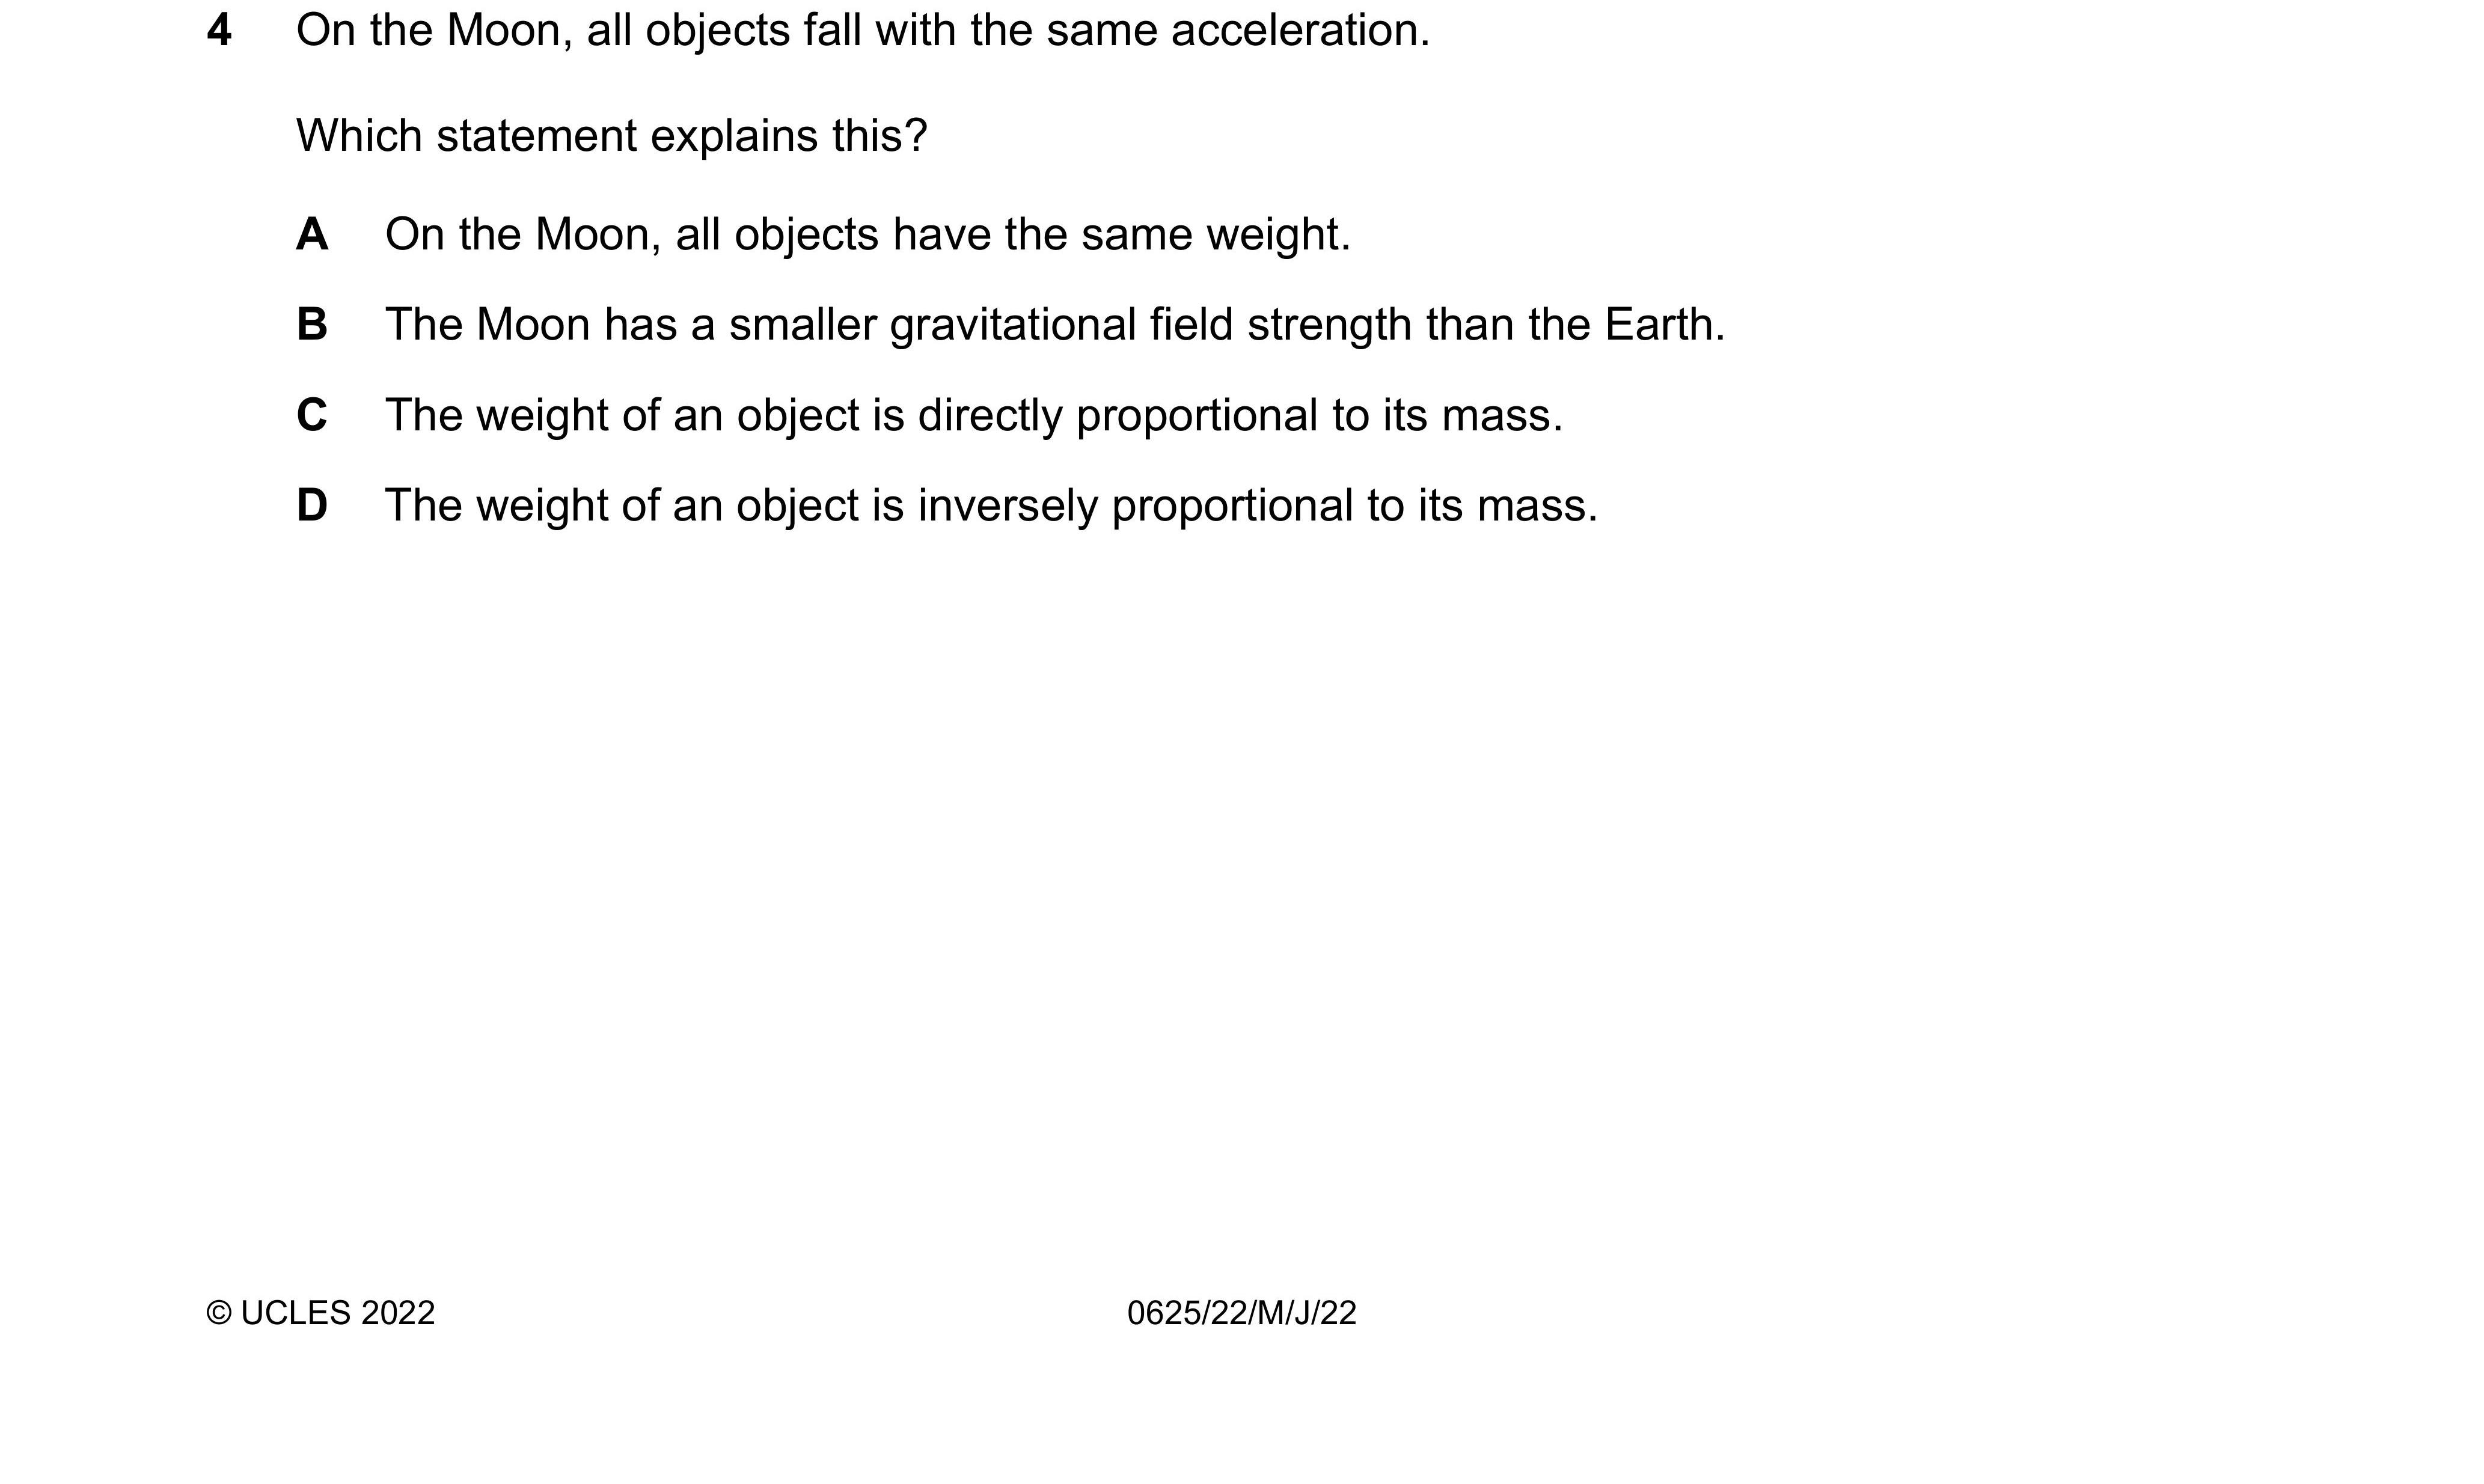 4 On the Moon, all objects fall with the same acceleration.
Which statement explains this?
A On the Moon, all objects have the same weight.
B The Moon has a smaller gravitational field strength than the Earth.
C The weight of an object is directly proportional to its mass.
D The weight of an object is inversely proportional to its mass.
© UCLES 2022 0625/22/M/J/22